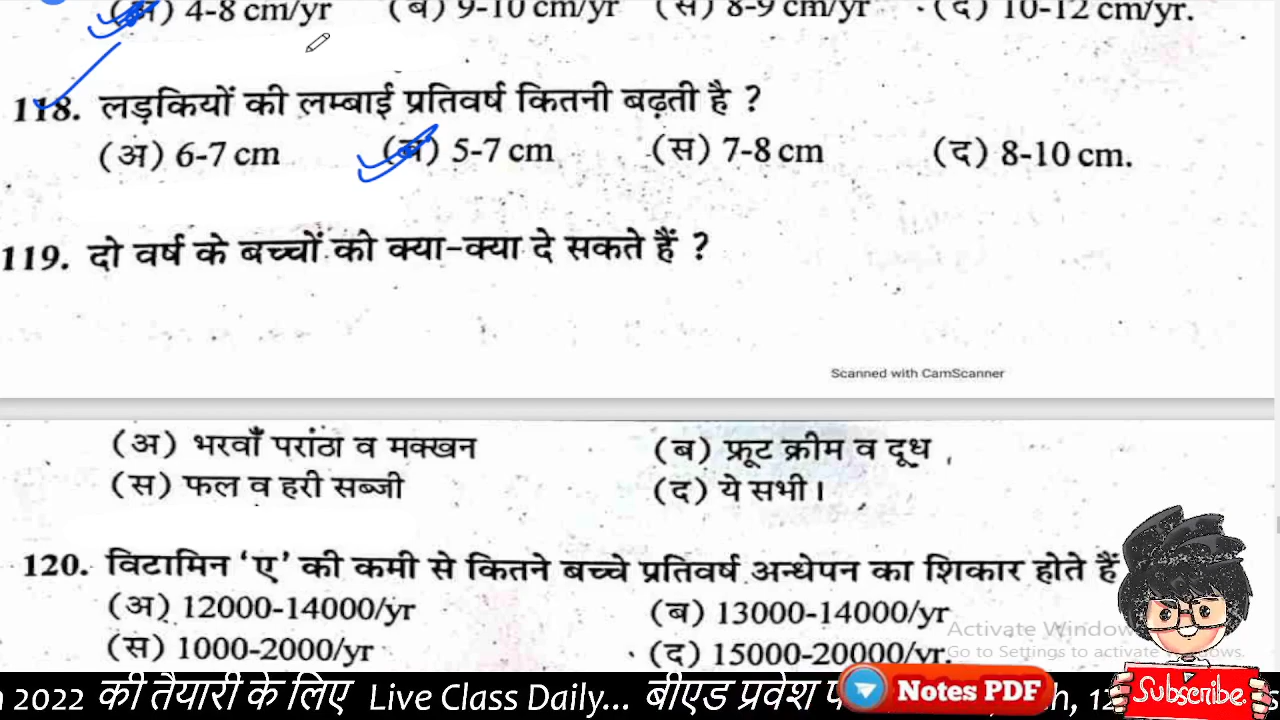 (अ) 4-8 cm/yr (ब) 9-10 cm/yr (स) 8-9 cm/yr (द) 10-12 cm/yr.
118. लड़कियों की लम्बाई प्रतिवर्ष कितनी बढ़ती है ?
(अ) 6-7 cm (ब) 5-7 cm (स) 7-8 cm (द) 8-10 cm.
119. दो वर्ष के बच्चों को क्या-क्या दे सकते हैं ?
Scanned with CamScanner
(अ) भरवाँ परांठा व मक्खन (ब) फ्रूट क्रीम व दूध
(स) फल व हरी सब्जी (द) ये सभी।
120. विटामिन ‘ए’ की कमी से कितने बच्चे प्रतिवर्ष अन्धेपन का शिकार होते हैं
(अ) 12000-14000/yr (ब) 13000-14000/yr
(स) 1000-2000/yr (द) 15000-20000/yr.
Activate Window
Go to Settings to activate
2022 की तैयारी के लिए Live Class Daily... बीएड प्रवेश
Notes PDF
Subscribe